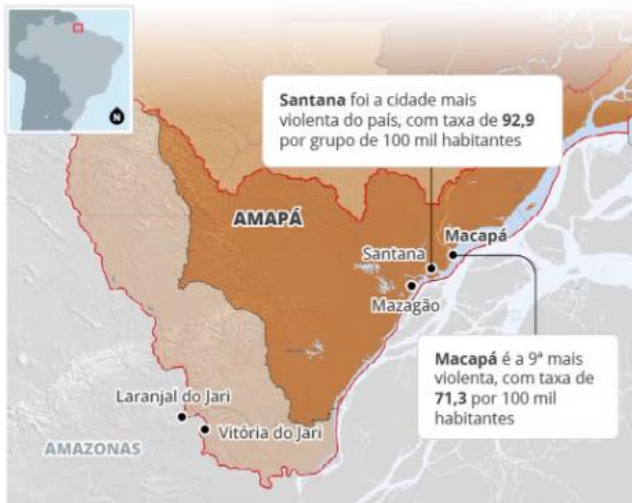 N
Santana foi a cidade mais
violenta do país, com taxa de 92,9
por grupo de 100 mil habitantes
AMAPÁ
Macapá
Santana
Mazagão
Macapá é a 9ª mais
violenta, com taxa de
71,3 por 100 mil
habitantes
Laranjal do Jari
Vitória do Jari
AMAZONAS